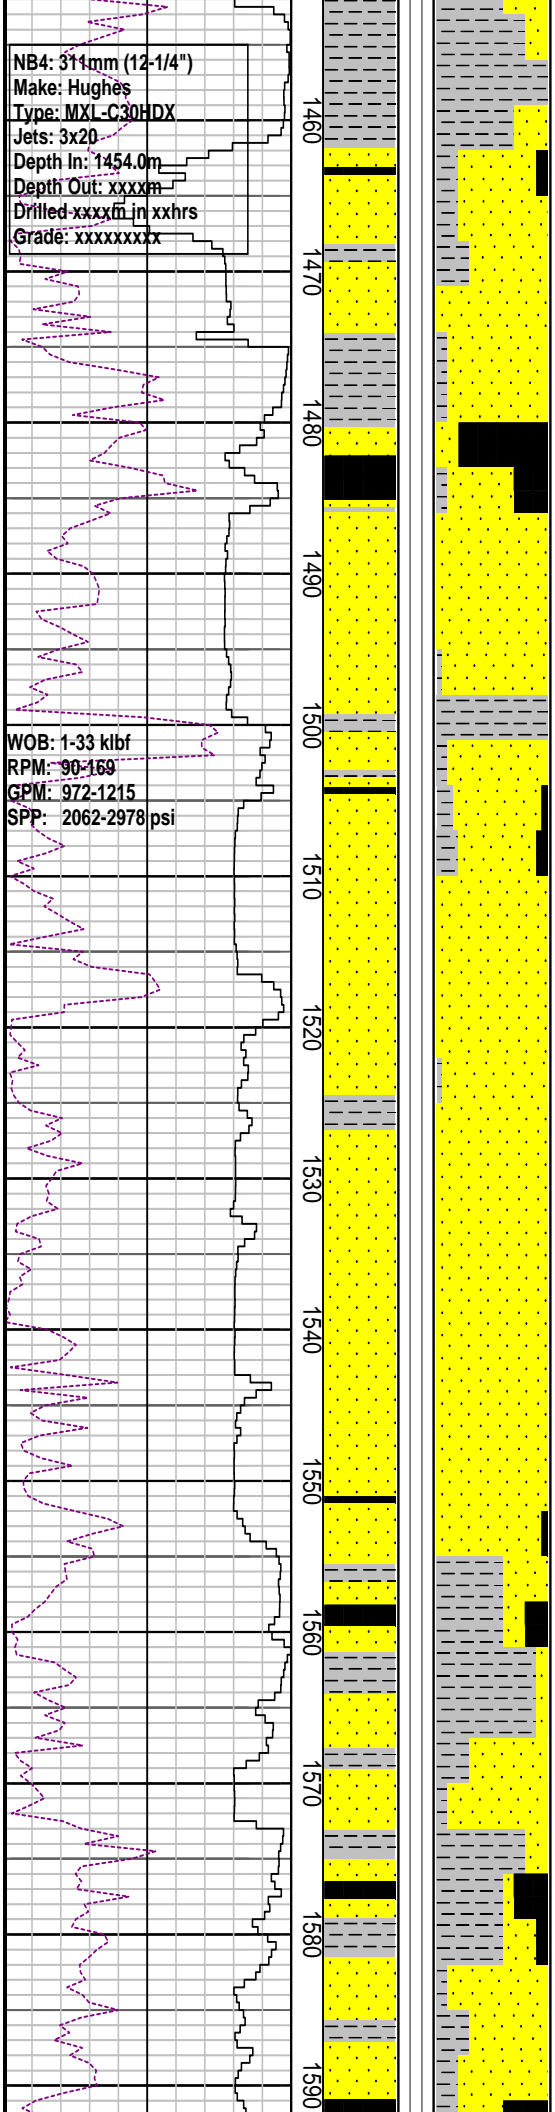 NB4: 311mm (12-1/4")
Make: Hughes
Type: MXL-C30HDX
Jets: 3x20
Depth In: 1454.0m
Depth Out: xxxxm
Drilled xxxxm in xxhrs
Grade: xxxxxxxxx
1460
1470
1480
1490
1500
WOB: 1-33 klbf
RPM: 90-169
GPM: 972-1215
SPP: 2062-2978 psi
1510
1520
1530
1540
1550
1560
1570
1580
1590